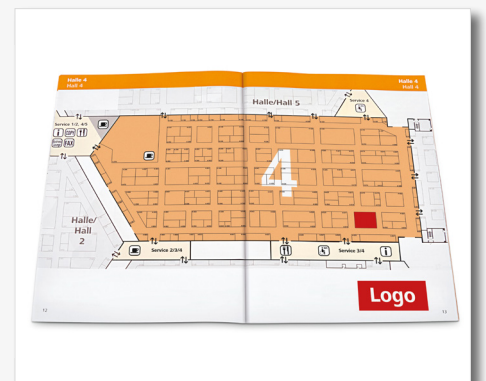 Halle 4
Hall 4
Halle 4
Hall 4
Halle/Hall 5
Service 4
Service 1/2, 4/5
FAX
4
Halle/
Hall
2
Service 2/3/4
Service 3/4
Logo
12
13